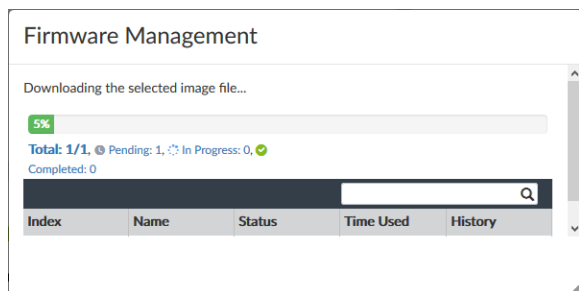 Firmware Management
Downloading the selected image file...
5%
Total: 1/1, Pending: 1, In Progress: 0,
Completed: 0
Index Name Status Time Used History